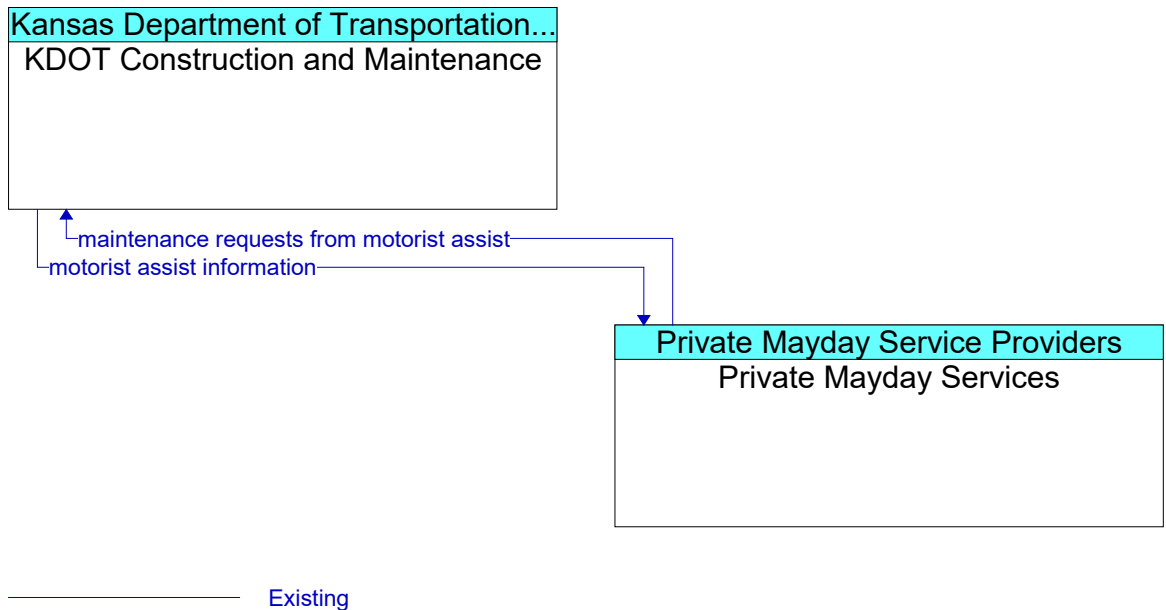 Kansas Department of Transportation...
KDOT Construction and Maintenance
maintenance requests from motorist assist
motorist assist information
Private Mayday Service Providers
Private Mayday Services
Existing